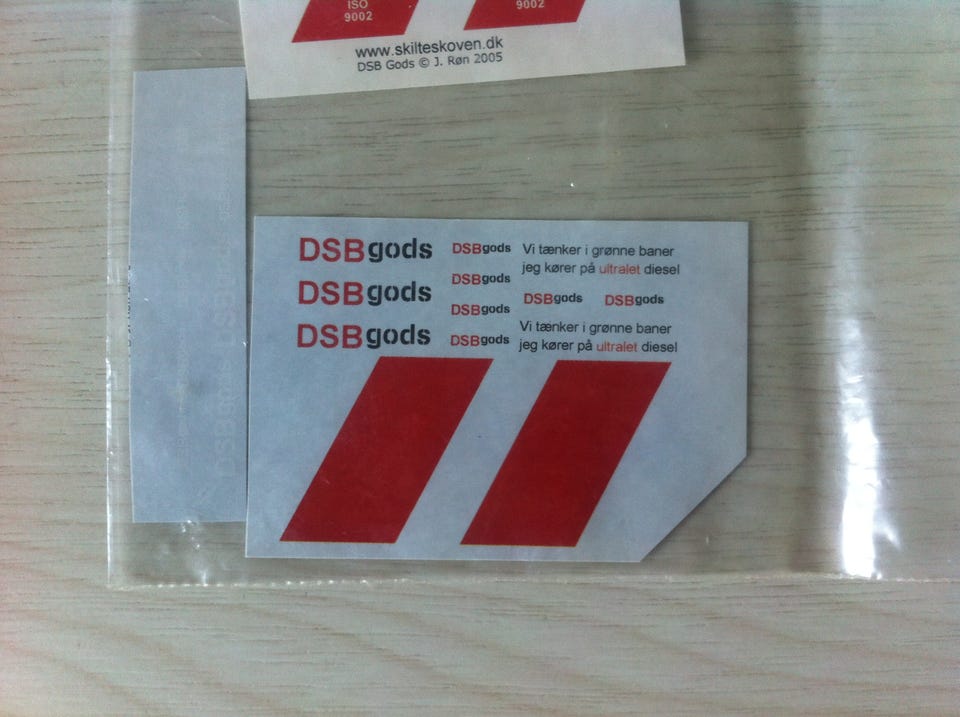 ISO
9002
9002
www.skilteskoven.dk
DSB Gods © J. Røn 2005
DSBgods
DSBgods
DSBgods
DSBgods
DSBgods
DSBgods
DSBgods
Vi tænker i grønne baner
jeg kører på ultralet diesel
DSBgods DSBgods
Vi tænker i grønne baner
jeg kører på ultralet diesel